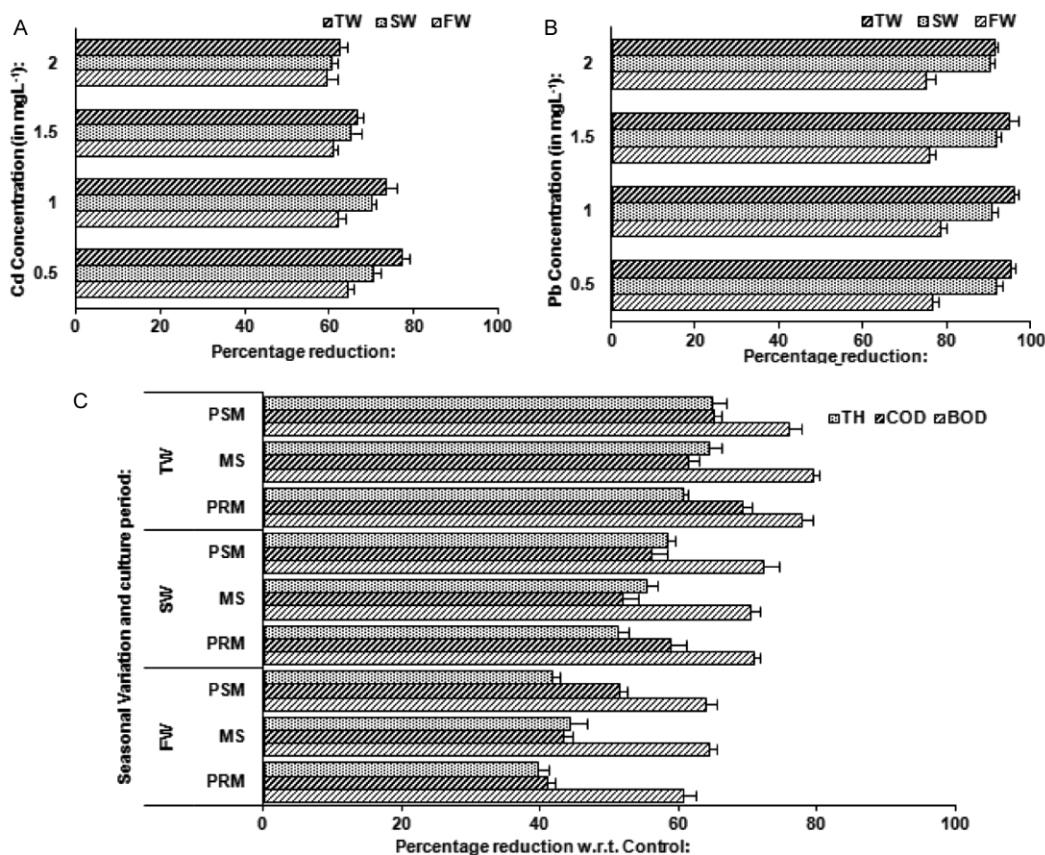 A
TW SW FW
Cd Concentration (in mgL-1):
2
1.5
1
0.5
0 20 40 60 80 100
Percentage reduction:
B
TW SW FW
Pb Concentration (in mgL-1):
2
1.5
1
0.5
0 20 40 60 80 100
Percentage_reduction:
C
TH COD BOD
Seasonal Variation and culture period:
TW
PSM
MS
PRM
SW
PSM
MS
PRM
FW
PSM
MS
PRM
0 20 40 60 80 100
Percentage reduction w.r.t. Control: